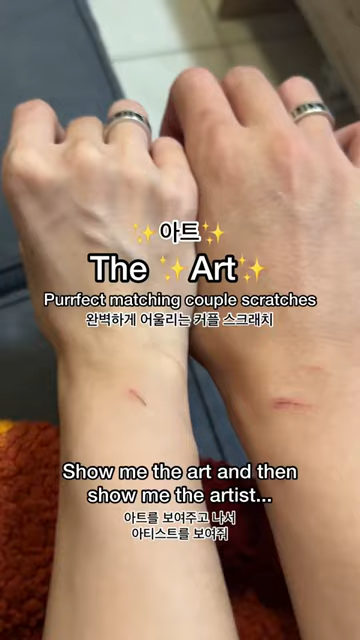 ✨아트✨
The ✨Art✨
Purrfect matching couple scratches
완벽하게 어울리는 커플 스크래치
Show me the art and then
show me the artist...
아트를 보여주고 나서
아티스트를 보여줘